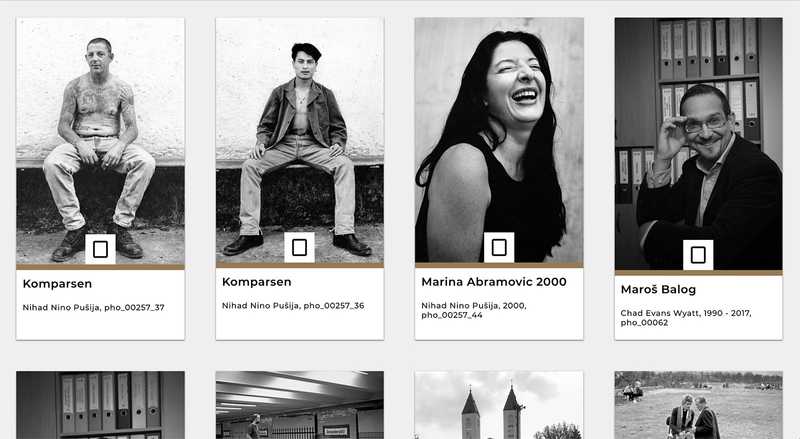 Komparsen
Nihad Nino Pušija, pho_00257_37
Komparsen
Nihad Nino Pušija, pho_00257_36
Marina Abramovic 2000
Nihad Nino Pušija, 2000,
pho_00257_44
Maroš Balog
Chad Evans Wyatt, 1990 - 2017,
pho_00062